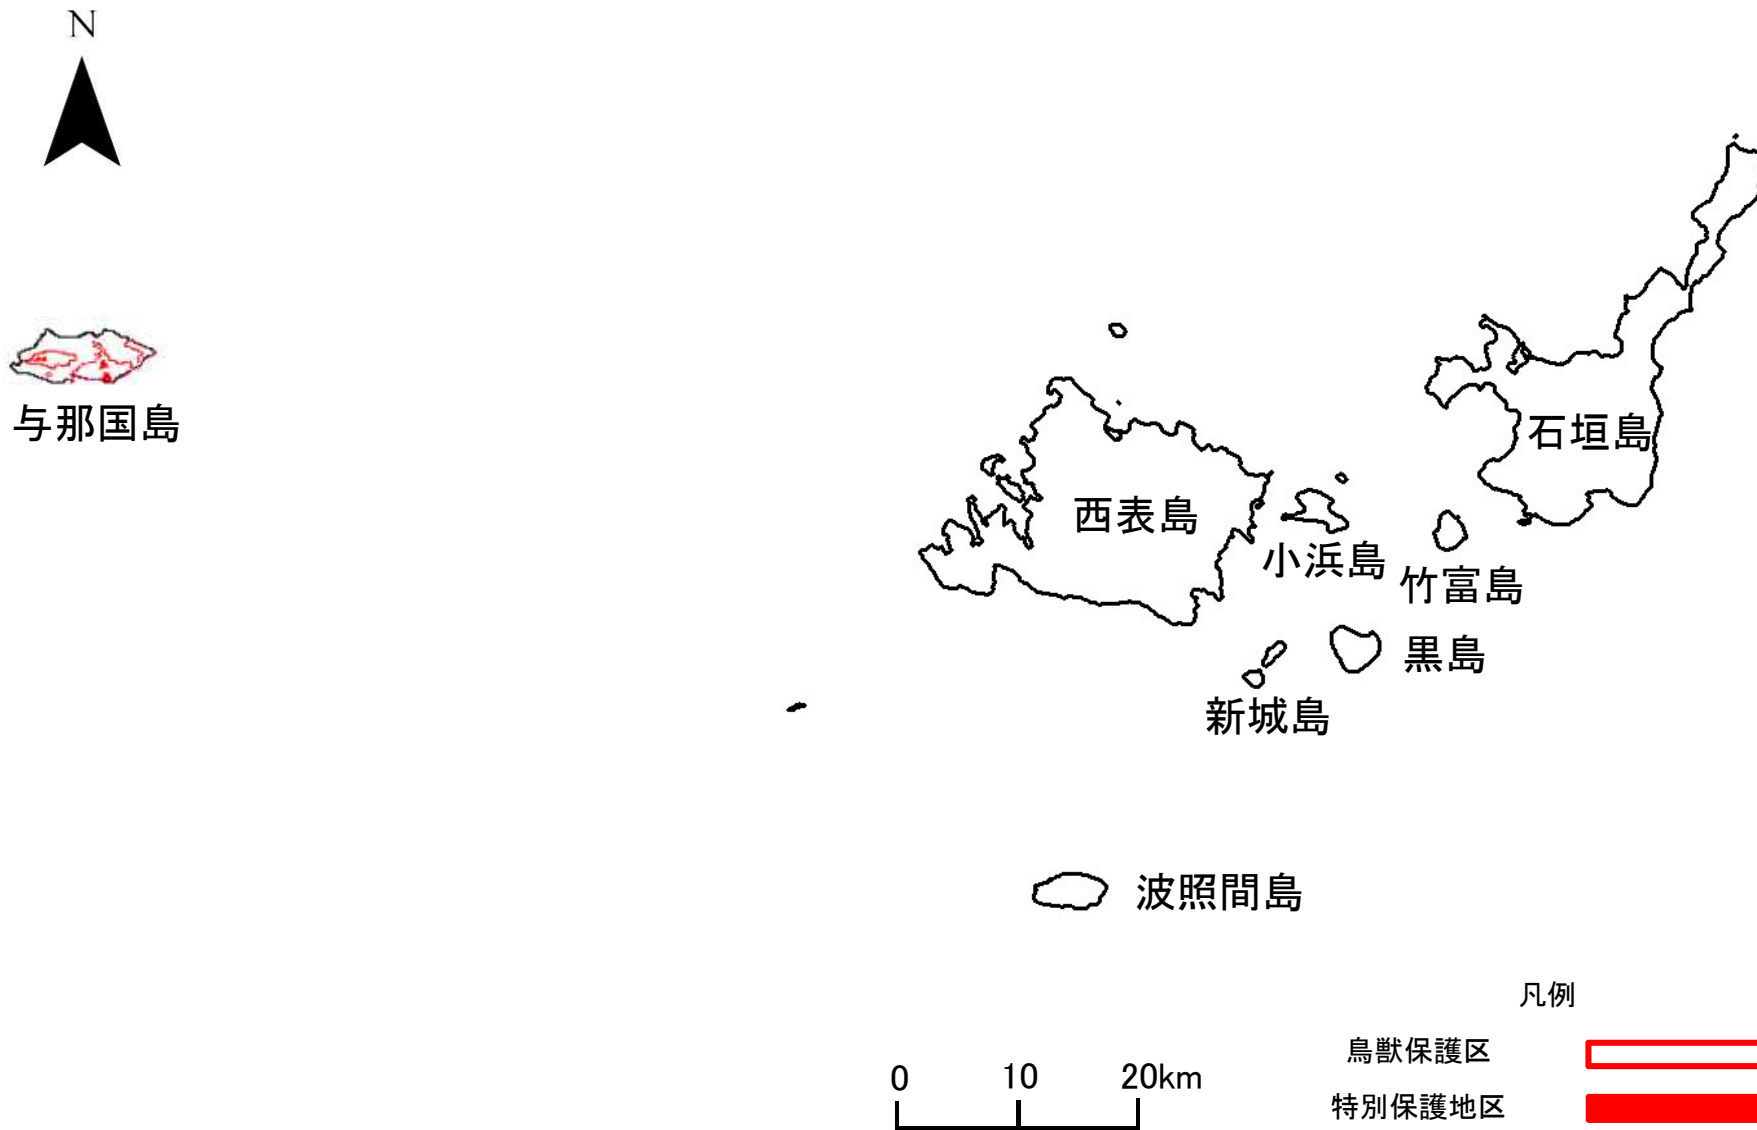 N
与那国島
石垣島
西表島
小浜島
竹富島
黒島
新城島
波照間島
凡例
鳥獣保護区
特別保護地区
0 10 20km